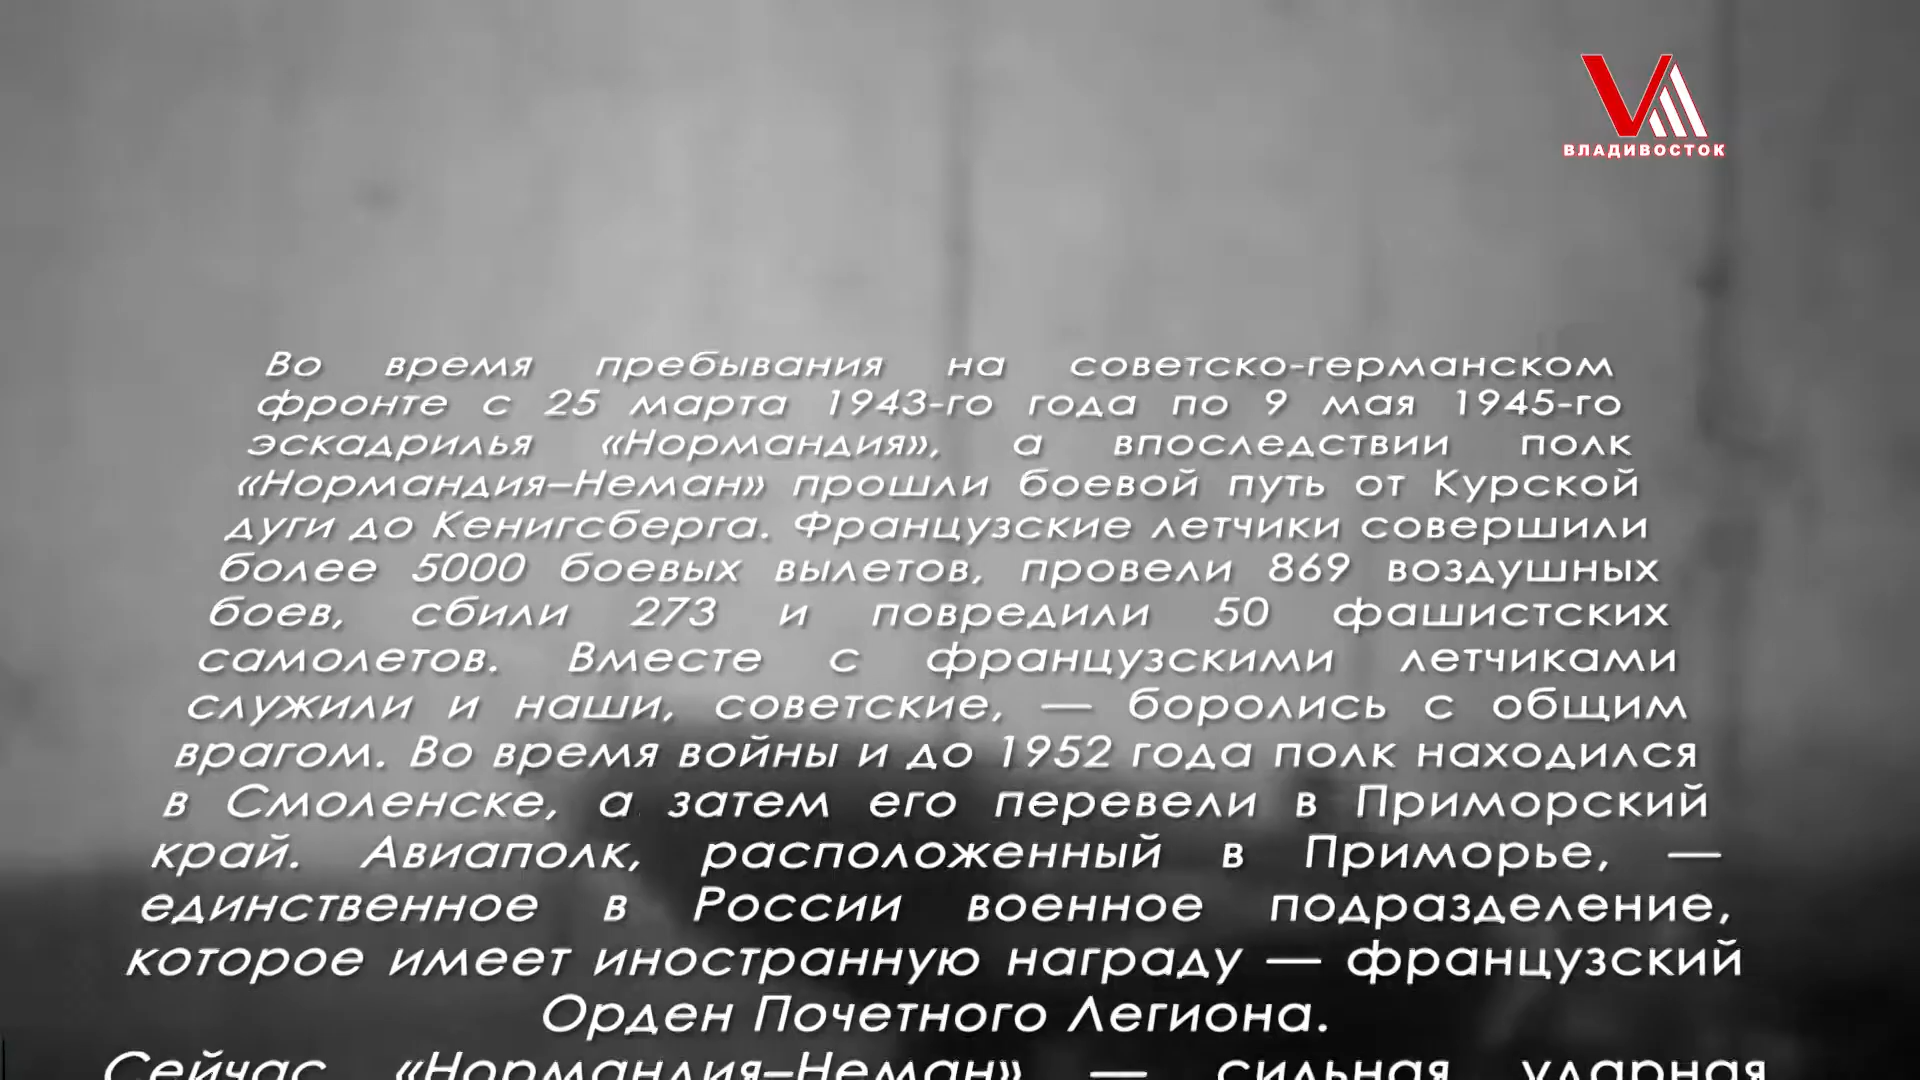 ВЛАДИВОСТОК
Во время пребывания на советско-германском
фронте с 25 марта 1943-го года по 9 мая 1945-го
эскадрилья «Нормандия», а впоследствии полк
«Нормандия–Неман» прошли боевой путь от Курской
дуги до Кенигсберга. Французские летчики совершили
более 5000 боевых вылетов, провели 869 воздушных
боев, сбили 273 и повредили 50 фашистских
самолетов. Вместе с французскими летчиками
служили и наши, советские, — боролись с общим
врагом. Во время войны и до 1952 года полк находился
в Смоленске, а затем его перевели в Приморский
край. Авиаполк, расположенный в Приморье, —
единственное в России военное подразделение,
которое имеет иностранную награду — французский
Орден Почетного Легиона.
Сейчас «Нормандия–Неман» — сильная ударная